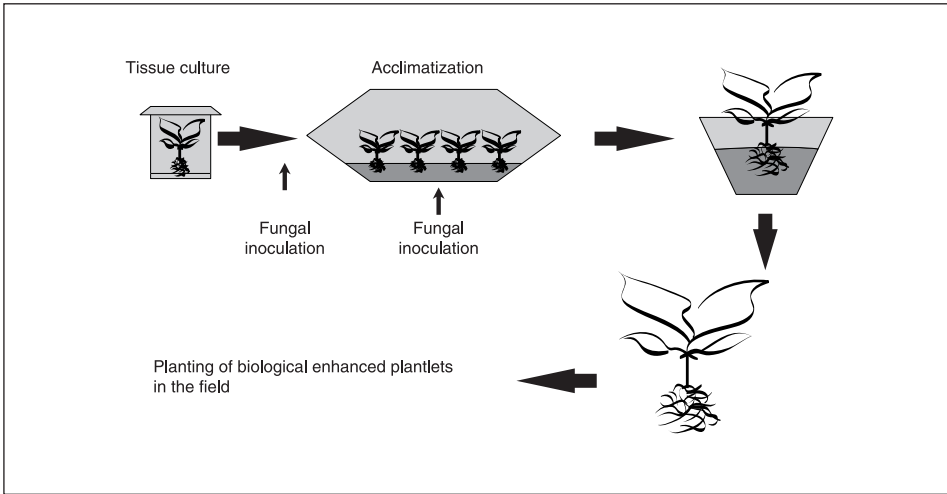 Tissue culture
Acclimatization
Fungal
inoculation
Fungal
inoculation
Planting of biological enhanced plantlets
in the field